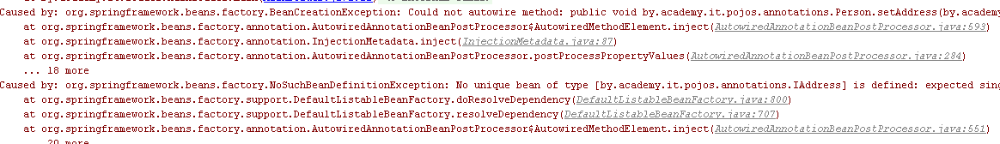 Caused by: org.springframework.beans.factory.BeanCreationException: Could not autowire method: public void by.academy.it.pojos.annotations.Person.setAddress(by.academy
at org.springframework.beans.factory.annotation.AutowiredAnnotationBeanPostProcessor$AutowiredMethodElement.inject(AutowiredAnnotationBeanPostProcessor.java:593)
at org.springframework.beans.factory.annotation.InjectionMetadata.inject(InjectionMetadata.java:87)
at org.springframework.beans.factory.annotation.AutowiredAnnotationBeanPostProcessor.postProcessPropertyValues(AutowiredAnnotationBeanPostProcessor.java:284)
... 18 more
Caused by: org.springframework.beans.factory.NoSuchBeanDefinitionException: No unique bean of type [by.academy.it.pojos.annotations.IAddress] is defined: expected sing
at org.springframework.beans.factory.support.DefaultListableBeanFactory.doResolveDependency(DefaultListableBeanFactory.java:800)
at org.springframework.beans.factory.support.DefaultListableBeanFactory.resolveDependency(DefaultListableBeanFactory.java:707)
at org.springframework.beans.factory.annotation.AutowiredAnnotationBeanPostProcessor$AutowiredMethodElement.inject(AutowiredAnnotationBeanPostProcessor.java:551)
... 20 more